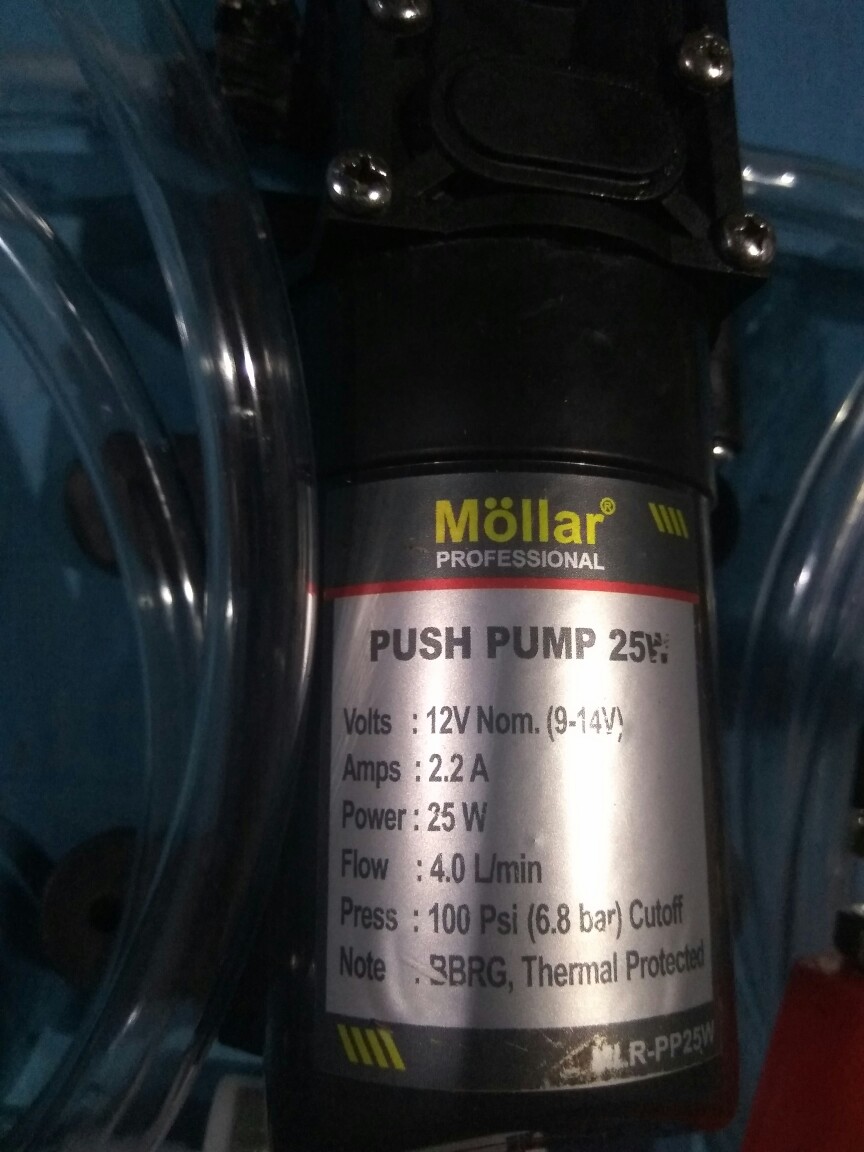 Möllar®
PROFESSIONAL
PUSH PUMP 25W
Volts : 12V Nom. (9-14V)
Amps : 2.2 A
Power : 25 W
Flow : 4.0 L/min
Press : 100 Psi (6.8 bar) Cutoff
Note : BBRG, Thermal Protected
MLR-PP25W